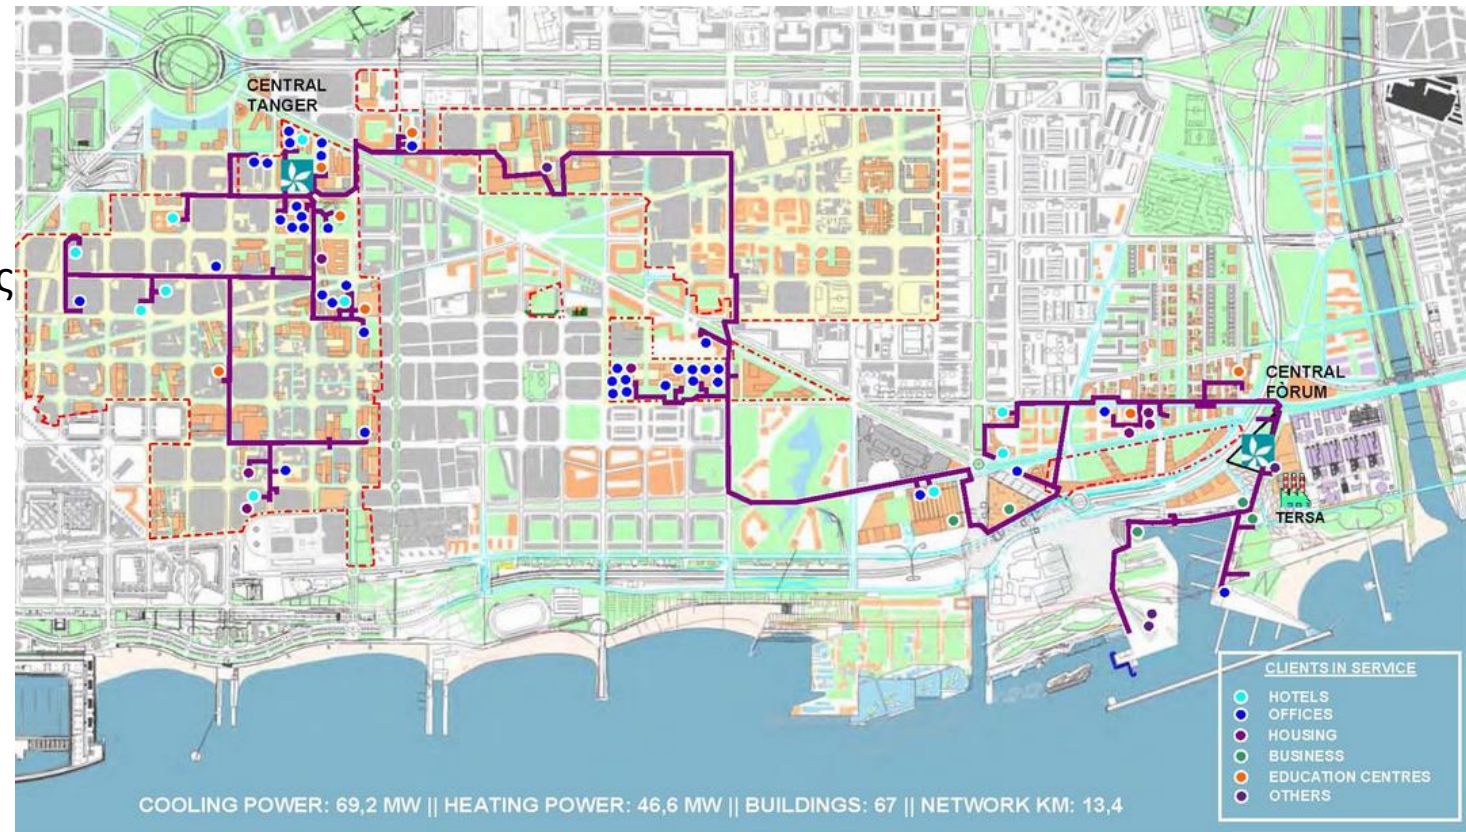 CENTRAL
TANGER
ς
CENTRAL
FÒRUM
TERSA
CLIENTS IN SERVICE
HOTELS
OFFICES
HOUSING
BUSINESS
EDUCATION CENTRES
OTHERS
COOLING POWER: 69,2 MW || HEATING POWER: 46,6 MW || BUILDINGS: 67 || NETWORK KM: 13,4